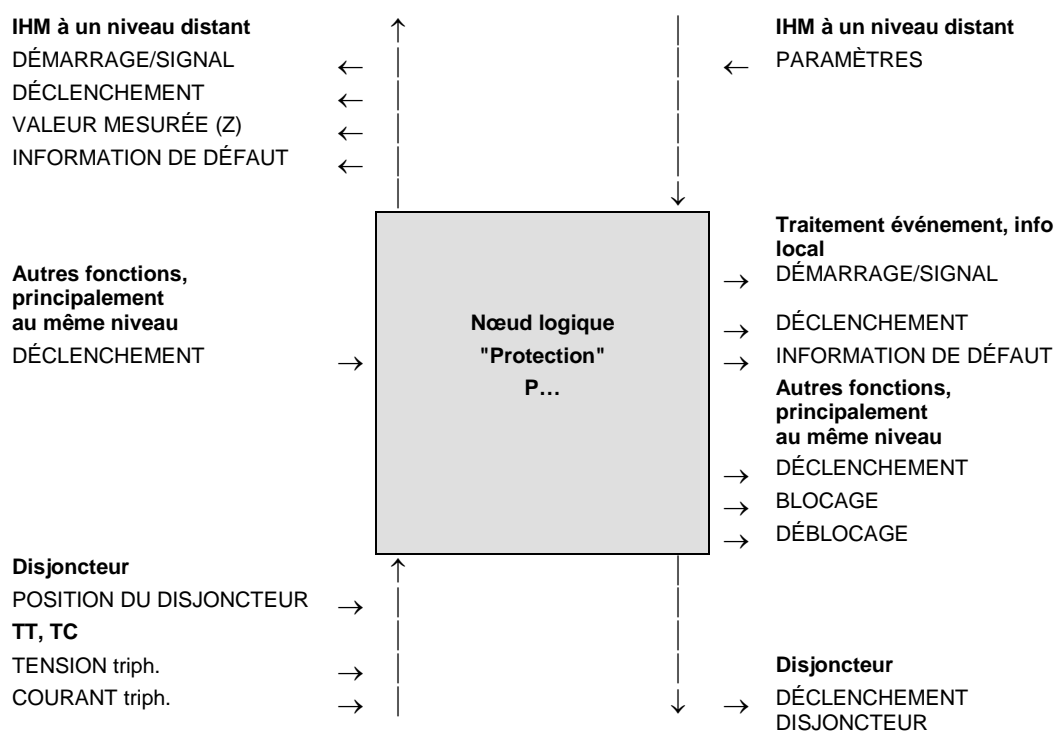 IHM à un niveau distant
DÉMARRAGE/SIGNAL ←
DÉCLENCHEMENT ←
VALEUR MESURÉE (Z) ←
INFORMATION DE DÉFAUT ←
IHM à un niveau distant
← PARAMÈTRES
Autres fonctions,
principalement
au même niveau
DÉCLENCHEMENT →
Nœud logique
"Protection"
P…
Traitement événement, info
local
→ DÉMARRAGE/SIGNAL
→ DÉCLENCHEMENT
→ INFORMATION DE DÉFAUT
Autres fonctions,
principalement
au même niveau
→ DÉCLENCHEMENT
→ BLOCAGE
→ DÉBLOCAGE
Disjoncteur
POSITION DU DISJONCTEUR →
TT, TC
TENSION triph. →
COURANT triph. →
Disjoncteur
→ DÉCLENCHEMENT
DISJONCTEUR